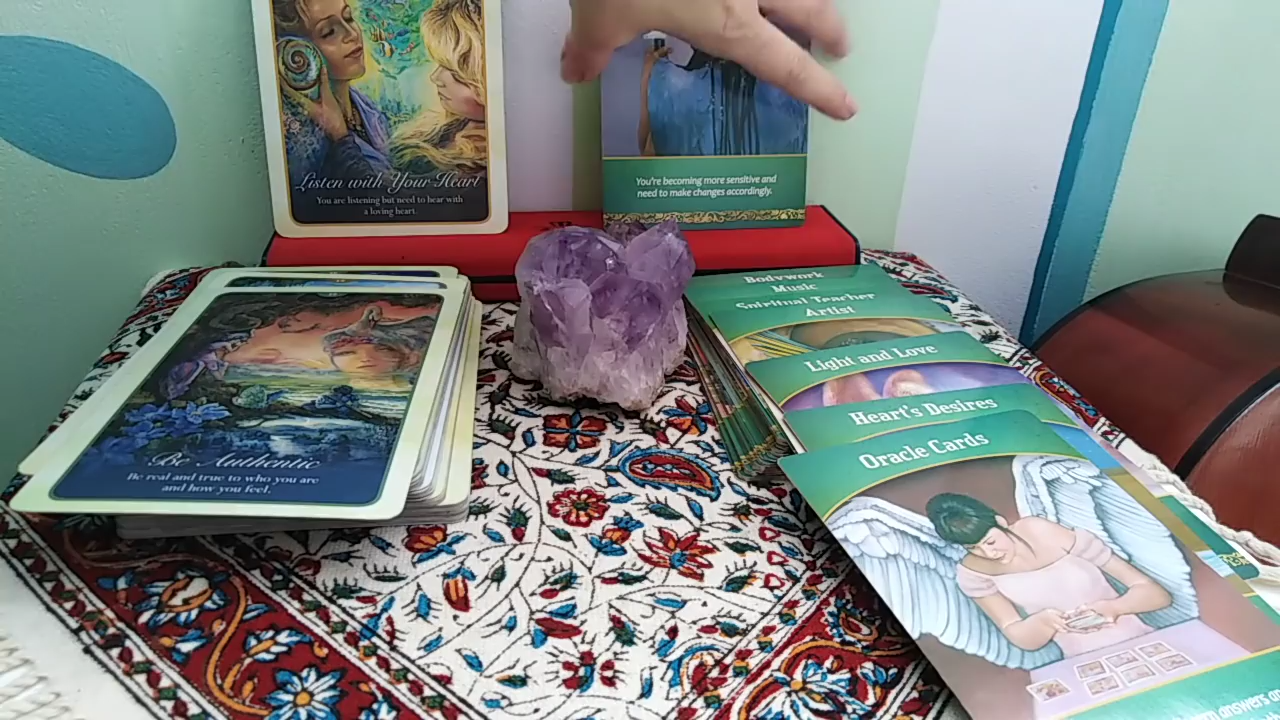 Listen with Your Heart
You are listening but need to hear with
a loving heart.
You're becoming more sensitive and
need to make changes accordingly.
Be Authentic
Be real and true to who you are
and how you feel.
Bodywork
Music
Spiritual Teacher
Artist
Light and Love
Heart's Desires
Oracle Cards
answers as